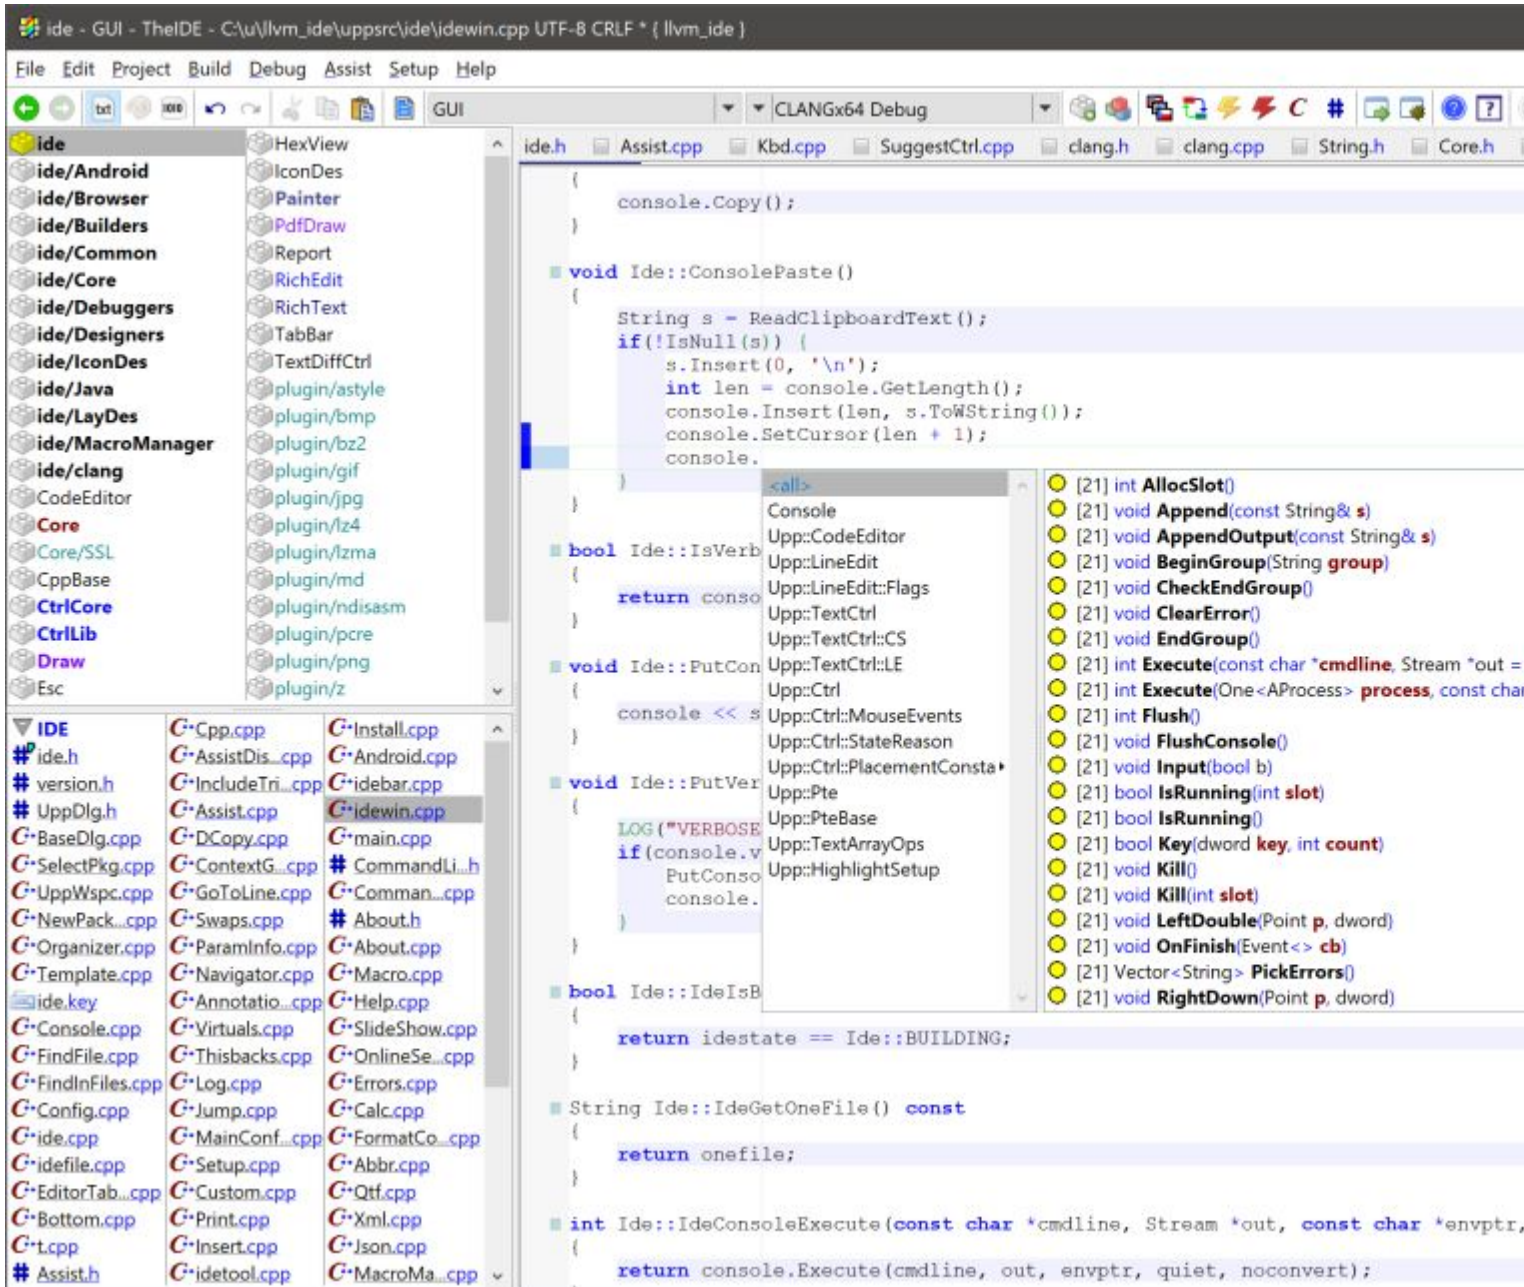 ide - GUI - TheIDE - C:\u\llvm_ide\uppsrc\ide\idewin.cpp UTF-8 CRLF * { llvm_ide }
File Edit Project Build Debug Assist Setup Help
txt GUI CLANGx64 Debug
ide
ide/Android
ide/Browser
ide/Builders
ide/Common
ide/Core
ide/Debuggers
ide/Designers
ide/IconDes
ide/Java
ide/LayDes
ide/MacroManager
ide/clang
CodeEditor
Core
Core/SSL
CppBase
CtrlCore
CtrlLib
Draw
Esc
HexView
IconDes
Painter
PdfDraw
Report
RichEdit
RichText
TabBar
TextDiffCtrl
plugin/astyle
plugin/bmp
plugin/bz2
plugin/gif
plugin/jpg
plugin/lz4
plugin/lzma
plugin/md
plugin/ndisasm
plugin/pcre
plugin/png
plugin/z
IDE
ide.h
version.h
UppDlg.h
BaseDlg.cpp
SelectPkg.cpp
UppWspc.cpp
NewPack...cpp
Organizer.cpp
Template.cpp
ide.key
Console.cpp
FindFile.cpp
FindInFiles.cpp
Config.cpp
ide.cpp
idefile.cpp
EditorTab...cpp
Bottom.cpp
t.cpp
Assist.h
Cpp.cpp
AssistDis...cpp
IncludeTri...cpp
Assist.cpp
DCopy.cpp
ContextG...cpp
GoToLine.cpp
Swaps.cpp
ParamInfo.cpp
Navigator.cpp
Annotatio...cpp
Virtuals.cpp
Thisbacks.cpp
Log.cpp
Jump.cpp
MainConf...cpp
Setup.cpp
Custom.cpp
Print.cpp
Insert.cpp
idetool.cpp
Install.cpp
Android.cpp
idebar.cpp
idewin.cpp
main.cpp
CommandLi...h
Comman...cpp
About.h
About.cpp
Macro.cpp
Help.cpp
SlideShow.cpp
OnlineSe...cpp
Errors.cpp
Calc.cpp
FormatCo...cpp
Abbr.cpp
Qtf.cpp
Xml.cpp
Json.cpp
MacroMa...cpp
ide.h Assist.cpp Kbd.cpp SuggestCtrl.cpp clang.h clang.cpp String.h Core.h
{
console.Copy();
}
void Ide::ConsolePaste()
{
String s = ReadClipboardText();
if(!IsNull(s)) {
s.Insert(0, '\n');
int len = console.GetLength();
console.Insert(len, s.ToWString());
console.SetCursor(len + 1);
console.
}
}
bool Ide::IsVerb
{
return conso
}
void Ide::PutCon
{
console << s
}
void Ide::PutVer
{
LOG("VERBOSE
if(console.v
PutConso
console.
}
}
bool Ide::IdeIsB
{
return idestate == Ide::BUILDING;
}
String Ide::IdeGetOneFile() const
{
return onefile;
}
int Ide::IdeConsoleExecute(const char *cmdline, Stream *out, const char *envptr,
{
return console.Execute(cmdline, out, envptr, quiet, noconvert);
<all>
Console
Upp::CodeEditor
Upp::LineEdit
Upp::LineEdit::Flags
Upp::TextCtrl
Upp::TextCtrl::CS
Upp::TextCtrl::LE
Upp::Ctrl
Upp::Ctrl::MouseEvents
Upp::Ctrl::StateReason
Upp::Ctrl::PlacementConsta
Upp::Pte
Upp::PteBase
Upp::TextArrayOps
Upp::HighlightSetup
[21] int AllocSlot()
[21] void Append(const String& s)
[21] void AppendOutput(const String& s)
[21] void BeginGroup(String group)
[21] void CheckEndGroup()
[21] void ClearError()
[21] void EndGroup()
[21] int Execute(const char *cmdline, Stream *out =
[21] int Execute(One<AProcess> process, const char
[21] int Flush()
[21] void FlushConsole()
[21] void Input(bool b)
[21] bool IsRunning(int slot)
[21] bool IsRunning()
[21] bool Key(dword key, int count)
[21] void Kill()
[21] void Kill(int slot)
[21] void LeftDouble(Point p, dword)
[21] void OnFinish(Event<> cb)
[21] Vector<String> PickErrors()
[21] void RightDown(Point p, dword)